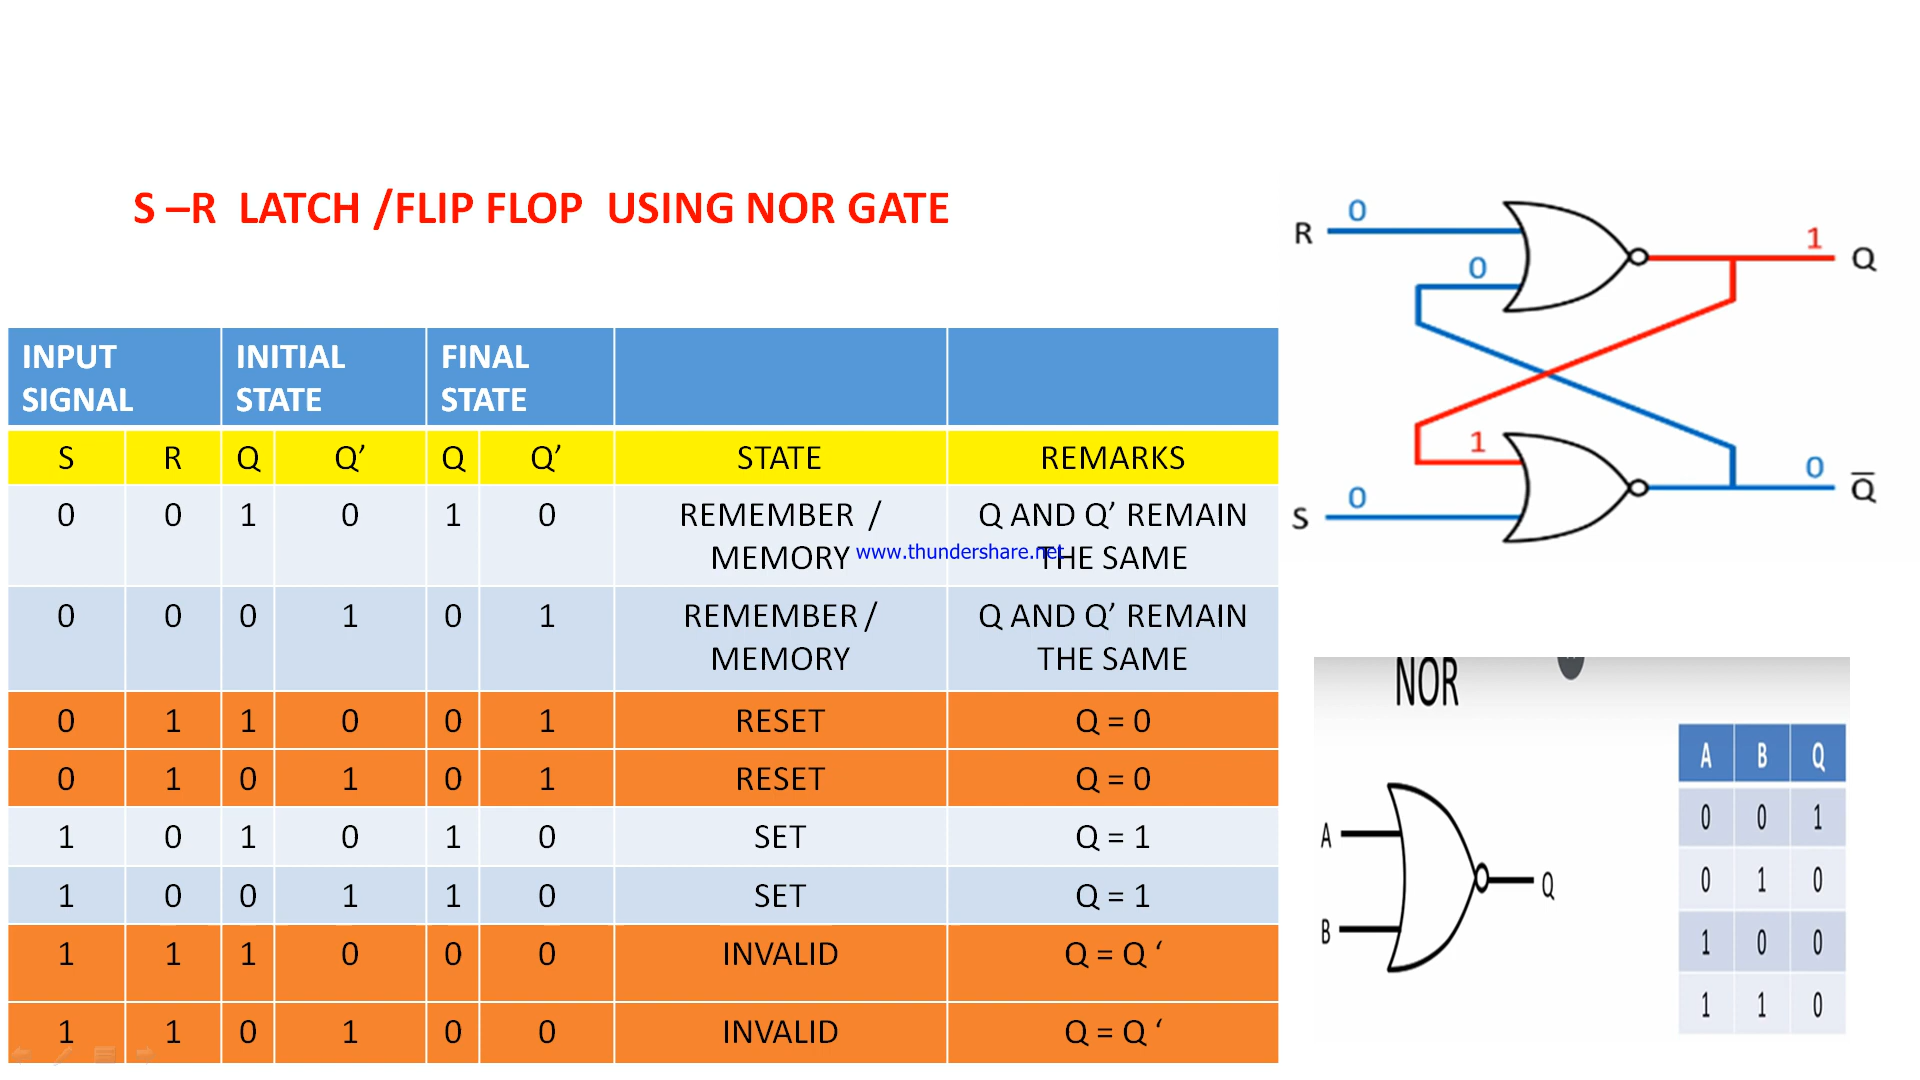 S –R LATCH /FLIP FLOP USING NOR GATE
INPUT SIGNAL INITIAL STATE FINAL STATE
S R Q Q’ Q Q’ STATE REMARKS
0 0 1 0 1 0 REMEMBER / MEMORY Q AND Q’ REMAIN THE SAME
0 0 0 1 0 1 REMEMBER / MEMORY Q AND Q’ REMAIN THE SAME
0 1 1 0 0 1 RESET Q = 0
0 1 0 1 0 1 RESET Q = 0
1 0 1 0 1 0 SET Q = 1
1 0 0 1 1 0 SET Q = 1
1 1 1 0 0 0 INVALID Q = Q ‘
1 1 0 1 0 0 INVALID Q = Q ‘
www.thundershare.net
R 0
0
1 Q
1
S 0
0 Q̅
NOR
A
B
Q
A B Q
0 0 1
0 1 0
1 0 0
1 1 0